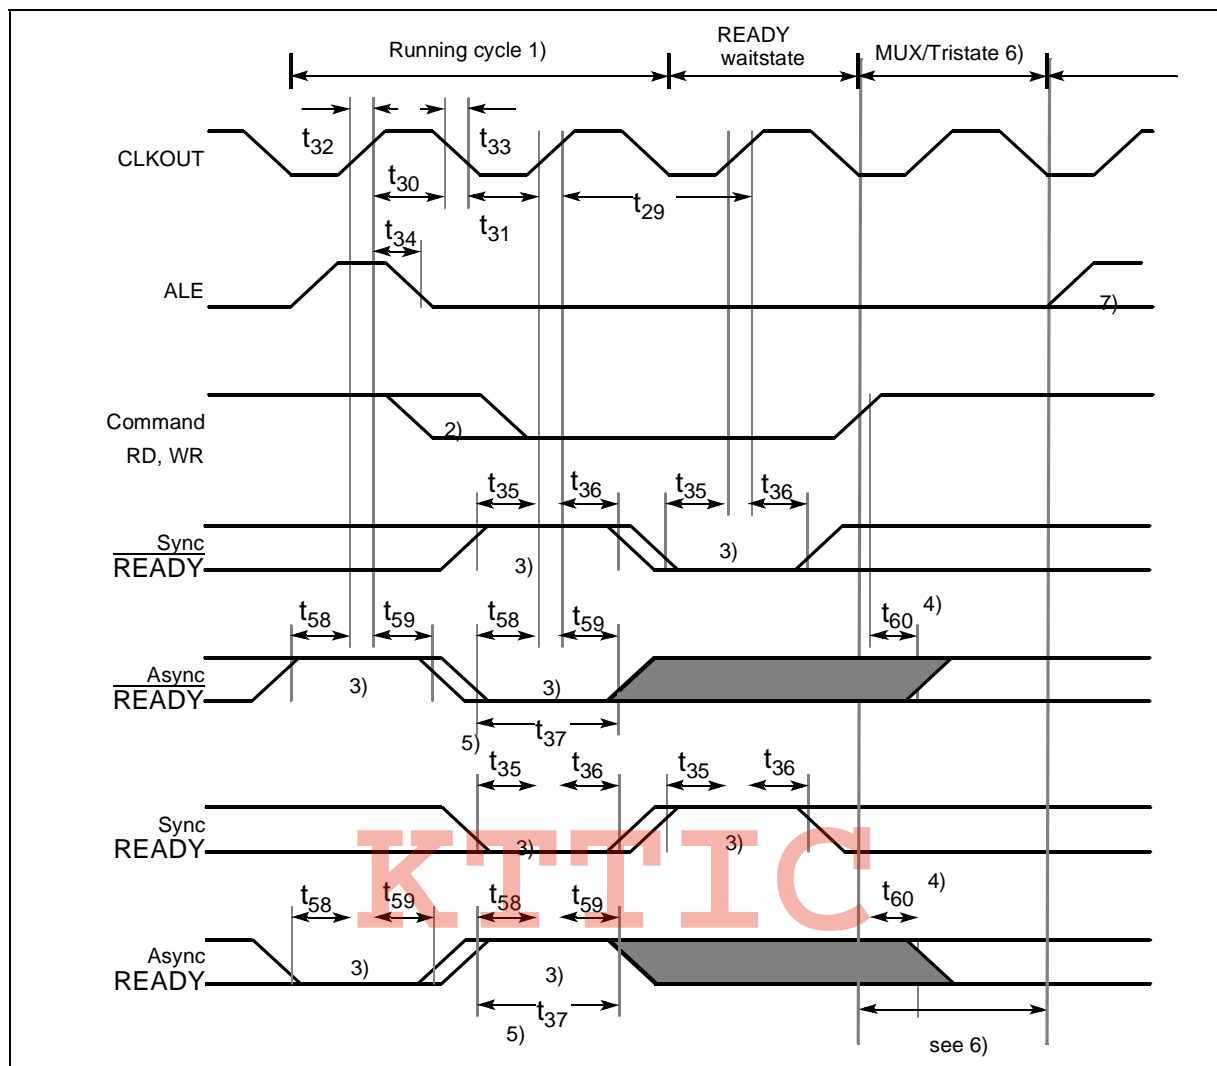 Running cycle 1)
READY
waitstate
MUX/Tristate 6)
CLKOUT
t32
t33
t30
t31
t29
t34
ALE
7)
Command
RD, WR
2)
t35
t36
t35
t36
Sync
READY
3)
3)
t58
t59
t58
t59
t60
4)
Async
READY
3)
3)
5)
t37
t35
t36
t35
t36
Sync
READY
3)
3)
KTTIC
t58
t59
t58
t59
t60
4)
Async
READY
3)
3)
t37
5)
see 6)